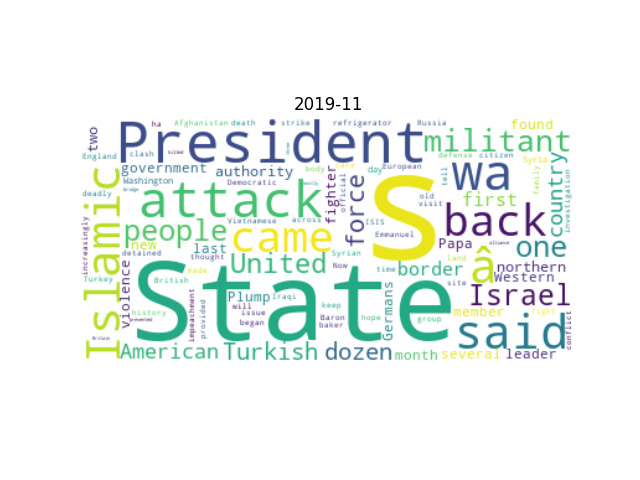 2019-11
two ha Afghanistan death strike refrigerator Russia found
President militant
England clash Syria
government authority body European day defense citizen country
Washington Democratic fighter official force wa tell family
Islamic attack S old visit first investigation
deadly people Vietnamese across ISIS Emmanuel back one
increasingly new came â
detained last thought United Syrian Now Papa northern
Turkey made State time border land Western
violence British Plump Iraqi keep Germans site Israel
history impeachment provided will issue began Baron baker hope group member fight conflict
presented said
American Turkish dozen month several leader